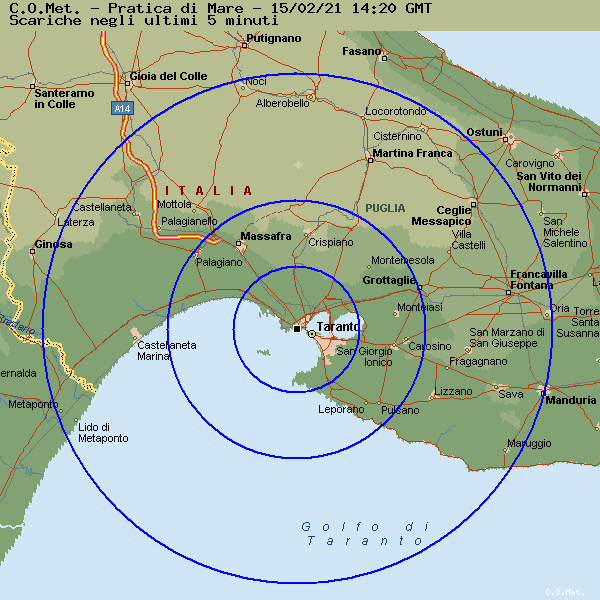 C.O.Met. - Pratica di Mare - 15/02/21 14:20 GMT
Scariche negli ultimi 5 minuti
Putignano
Fasano
Gioia del Colle
Noci
Santeramo
in Colle
Alberobello
A14
Locorotondo
Cisternino
Ostuni
Martina Franca
Carovigno
San Vito dei
Normanni
ITALIA
Mottola
Castellaneta
Palagianello
PUGLIA
Ceglie
Messapico
Laterza
San
Michele
Salentino
Villa
Castelli
Ginosa
Massafra
Crispiano
Palagiano
Montemesola
Grottaglie
Francavilla
Fontana
Monteiasi
Oria
Torre
Santa
Susanna
Taranto
San Marzano di
San Giuseppe
Castellaneta
Marina
San Giorgio
Ionico
Carosino
Fragagnano
ernalda
Lizzano
Sava
Manduria
Metaponto
Leporano
Pulsano
Lido di
Metaponto
Maruggio
Golfo di
Taranto
C.O.Met.